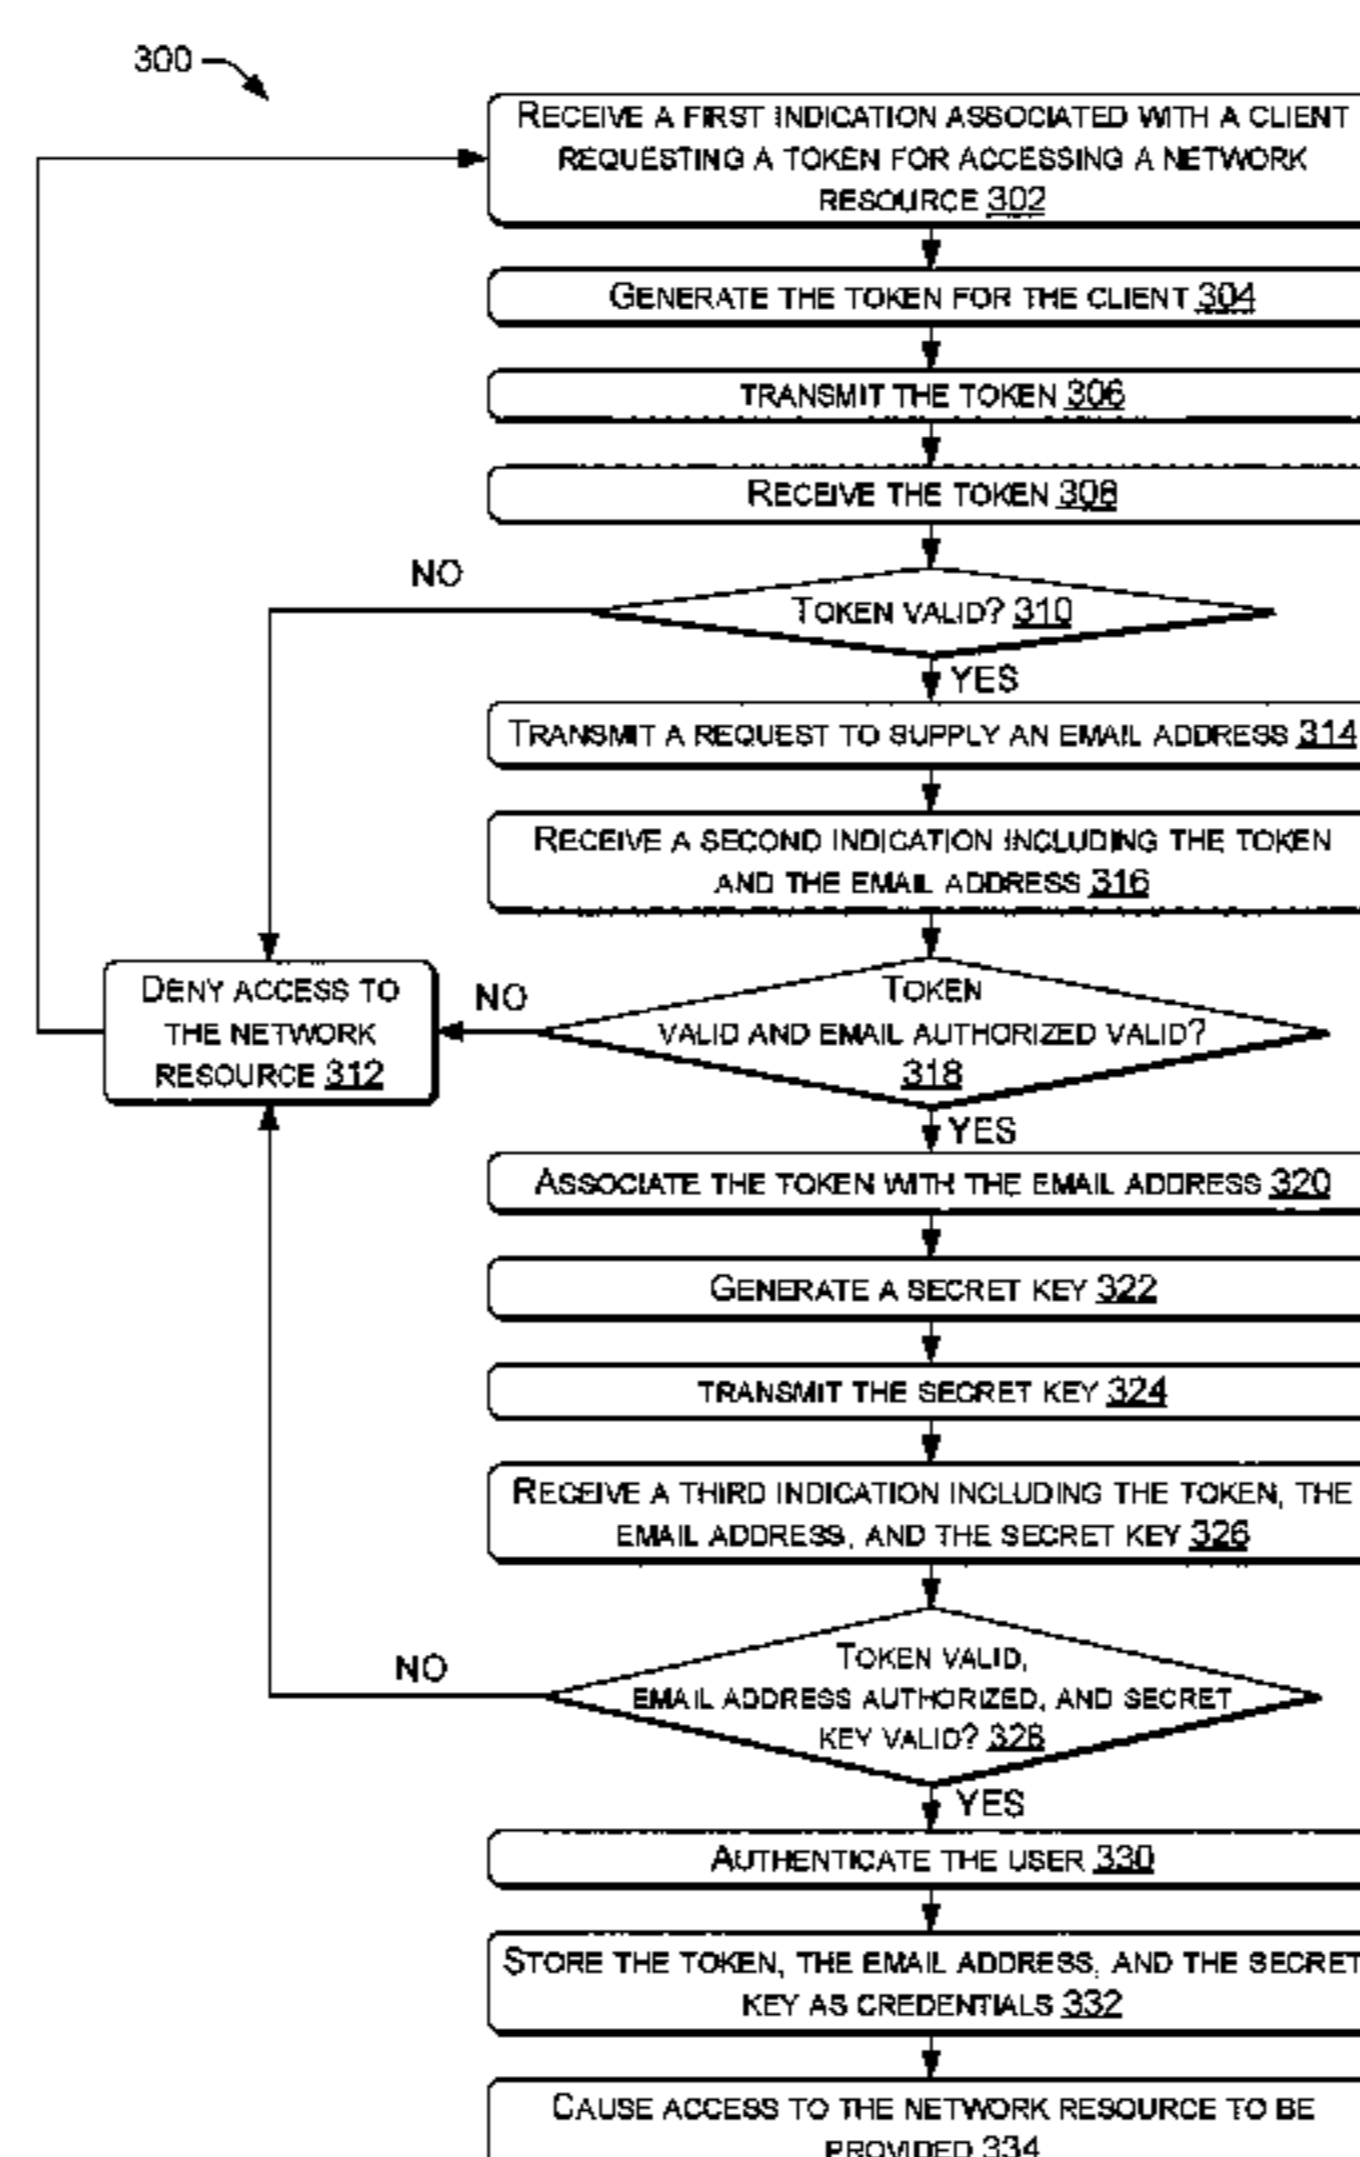 300
RECEIVE A FIRST INDICATION ASSOCIATED WITH A CLIENT
REQUESTING A TOKEN FOR ACCESSING A NETWORK
RESOURCE 302
GENERATE THE TOKEN FOR THE CLIENT 304
TRANSMIT THE TOKEN 306
RECEIVE THE TOKEN 308
NO
TOKEN VALID? 310
YES
TRANSMIT A REQUEST TO SUPPLY AN EMAIL ADDRESS 314
RECEIVE A SECOND INDICATION INCLUDING THE TOKEN
AND THE EMAIL ADDRESS 316
DENY ACCESS TO
THE NETWORK
RESOURCE 312
NO
TOKEN
VALID AND EMAIL AUTHORIZED VALID?
318
YES
ASSOCIATE THE TOKEN WITH THE EMAIL ADDRESS 320
GENERATE A SECRET KEY 322
TRANSMIT THE SECRET KEY 324
RECEIVE A THIRD INDICATION INCLUDING THE TOKEN, THE
EMAIL ADDRESS, AND THE SECRET KEY 326
NO
TOKEN VALID,
EMAIL ADDRESS AUTHORIZED, AND SECRET
KEY VALID? 328
YES
AUTHENTICATE THE USER 330
STORE THE TOKEN, THE EMAIL ADDRESS, AND THE SECRET
KEY AS CREDENTIALS 332
CAUSE ACCESS TO THE NETWORK RESOURCE TO BE
PROVIDED 334